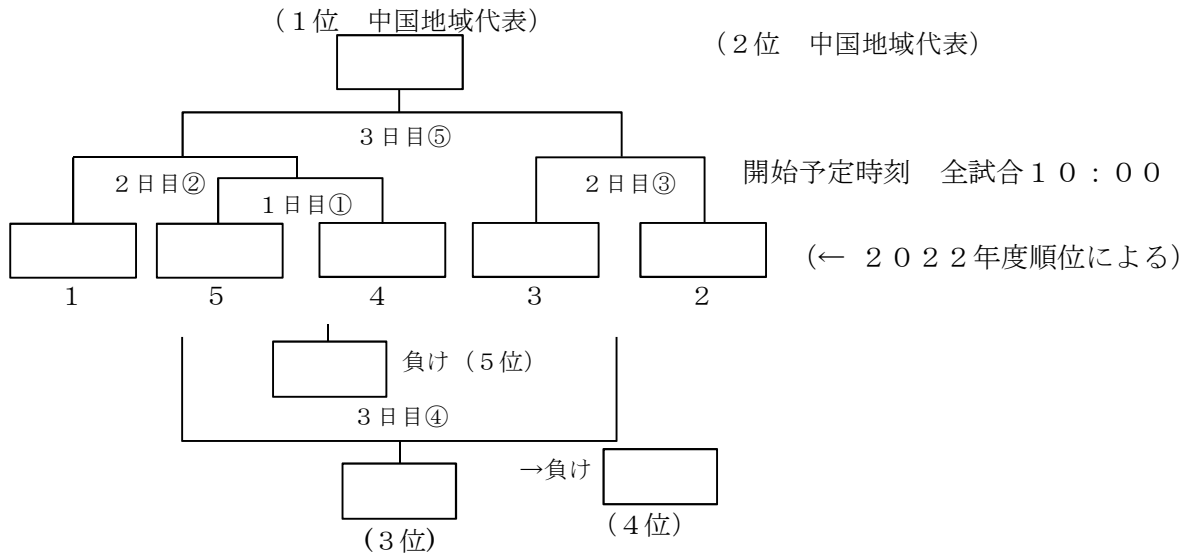 （１位　中国地域代表）
（２位　中国地域代表）
３日目⑤
２日目②
２日目③
開始予定時刻　全試合１０：００
１日目①
（← ２０２２年度順位による）
１
５
４
３
２
負け（５位）
３日目④
→負け
（３位）
（４位）